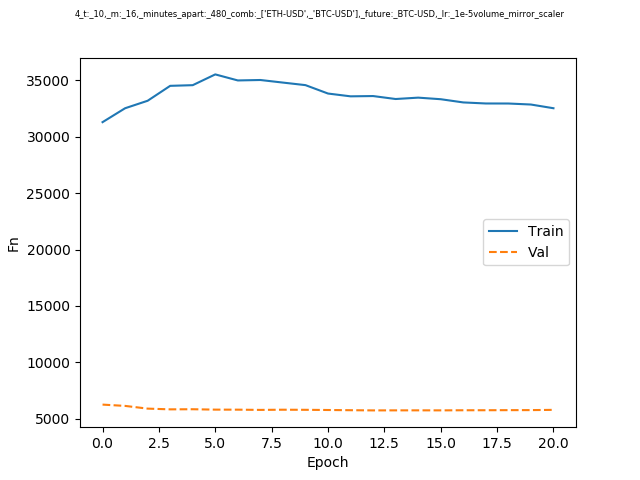 4_t:_10,_m:_16,_minutes_apart:_480_comb:_['ETH-USD',_'BTC-USD'],_future:_BTC-USD,_lr:_1e-5volume_mirror_scaler
35000
30000
25000
20000
15000
10000
5000
Fn
Train
Val
0.0 2.5 5.0 7.5 10.0 12.5 15.0 17.5 20.0
Epoch